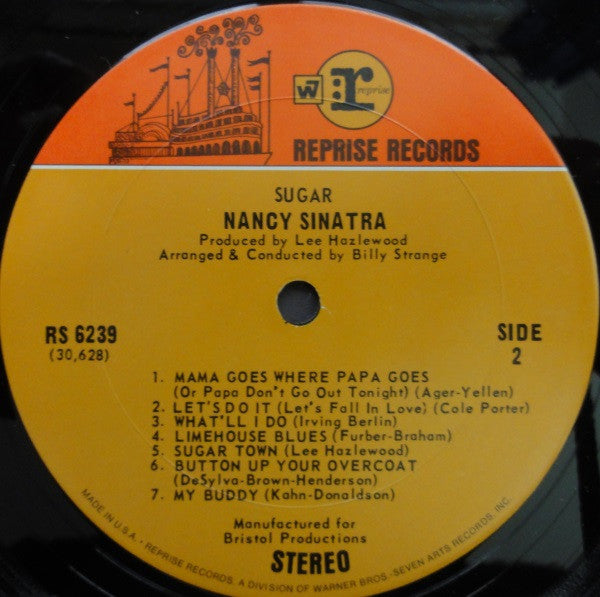 W7 r: reprise
REPRISE RECORDS
SUGAR
NANCY SINATRA
Produced by Lee Hazlewood
Arranged & Conducted by Billy Strange
RS 6239
(30,628)
SIDE
2
1. MAMA GOES WHERE PAPA GOES
(Or Papa Don't Go Out Tonight) (Ager-Yellen)
2. LET'S DO IT (Let's Fall In Love) (Cole Porter)
3. WHAT'LL I DO (Irving Berlin)
4. LIMEHOUSE BLUES (Furber-Braham)
5. SUGAR TOWN (Lee Hazlewood)
6. BUTTON UP YOUR OVERCOAT
(DeSylva-Brown-Henderson)
7. MY BUDDY (Kahn-Donaldson)
Manufactured for
Bristol Productions
STEREO
MADE IN U.S.A. • REPRISE RECORDS, A DIVISION OF WARNER BROS.-SEVEN ARTS RECORDS, INC.